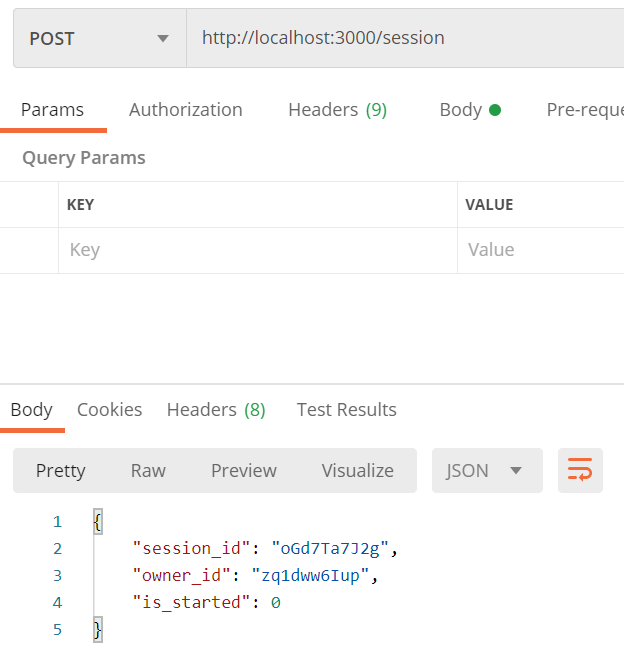 POST http://localhost:3000/session
Params Authorization Headers (9) Body Pre-reque
Query Params
KEY VALUE
Key Value
Body Cookies Headers (8) Test Results
Pretty Raw Preview Visualize JSON
1 {
2 "session_id": "oGd7Ta7J2g",
3 "owner_id": "zq1dww6Iup",
4 "is_started": 0
5 }